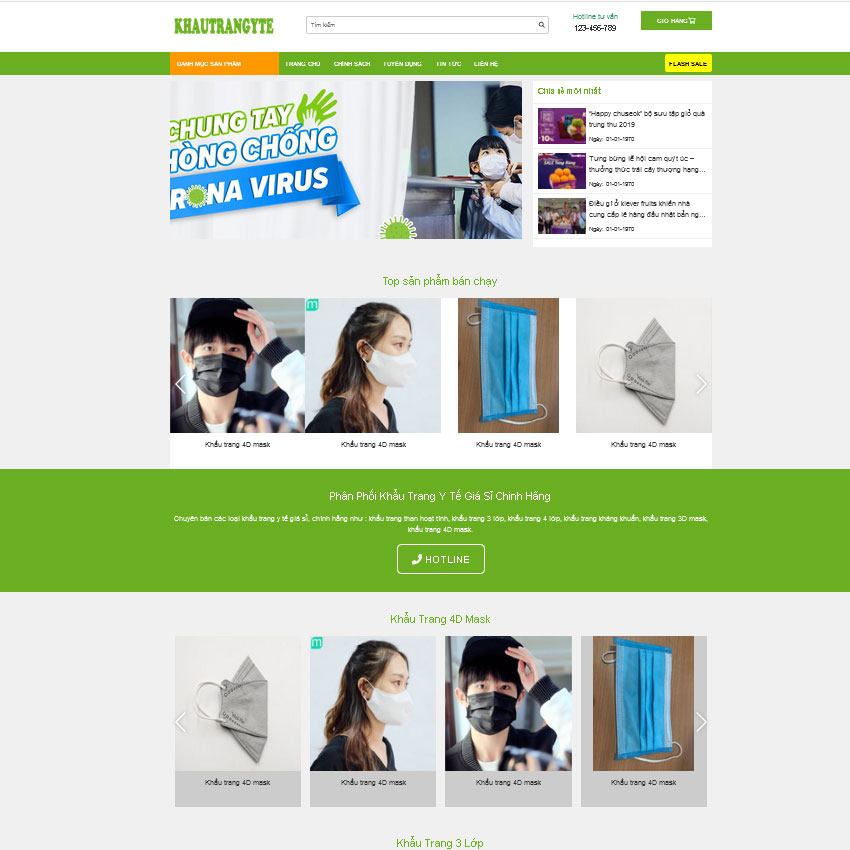 KHAUTRANGYTE
Tìm kiếm
Hotline tư vấn
123-456-789
GIỎ HÀNG
DANH MỤC SẢN PHẨM
TRANG CHỦ
CHÍNH SÁCH
TUYỂN DỤNG
TIN TỨC
LIÊN HỆ
FLASH SALE
CHUNG TAY
HÒNG CHỐNG
R NA VIRUS
Chia sẻ mới nhất
"Happy chuseok" bộ sưu tập giỏ quà
trung thu 2019
Ngày: 01-01-1970
Tưng bừng lễ hội cam quýt úc –
thưởng thức trái cây thượng hạng...
Ngày: 01-01-1970
Điều gì ở klever fruits khiến nhà
cung cấp lê hàng đầu nhật bản ng...
Ngày: 01-01-1970
Top sản phẩm bán chạy
m
Khẩu trang 4D mask
Khẩu trang 4D mask
Khẩu trang 4D mask
Khẩu trang 4D mask
Phân Phối Khẩu Trang Y Tế Giá Sĩ Chính Hãng
Chuyên bán các loại khẩu trang y tế giá sỉ, chính hãng như : khẩu trang than hoạt tính, khẩu trang 3 lớp, khẩu trang 4 lớp, khẩu trang kháng khuẩn, khẩu trang 3D mask,
khẩu trang 4D mask.
HOTLINE
Khẩu Trang 4D Mask
m
Khẩu trang 4D mask
Khẩu trang 4D mask
Khẩu trang 4D mask
Khẩu trang 4D mask
Khẩu Trang 3 Lớp